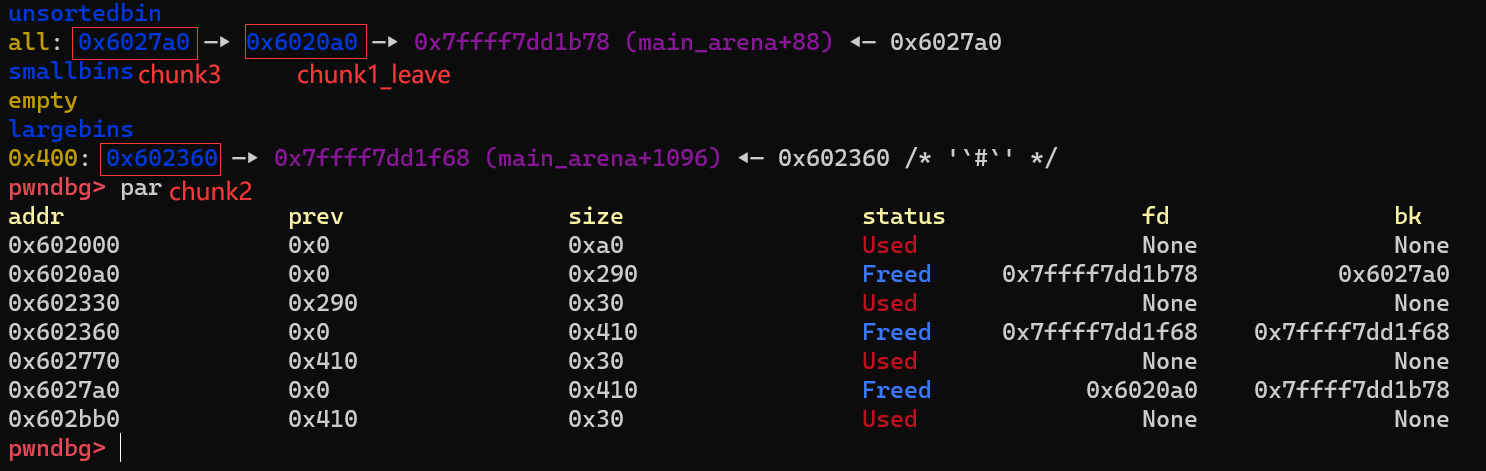 unsortedbin
all: 0x6027a0 —▸ 0x6020a0 —▸ 0x7ffff7dd1b78 (main_arena+88) ◂— 0x6027a0
smallbins chunk3 chunk1_leave
empty
largebins
0x400: 0x602360 —▸ 0x7ffff7dd1f68 (main_arena+1096) ◂— 0x602360 /* '`#`' */
pwndbg> par chunk2
addr prev size status fd bk
0x602000 0x0 0xa0 Used None None
0x6020a0 0x0 0x290 Freed 0x7ffff7dd1b78 0x6027a0
0x602330 0x290 0x30 Used None None
0x602360 0x0 0x410 Freed 0x7ffff7dd1f68 0x7ffff7dd1f68
0x602770 0x410 0x30 Used None None
0x6027a0 0x0 0x410 Freed 0x6020a0 0x7ffff7dd1b78
0x602bb0 0x410 0x30 Used None None
pwndbg>